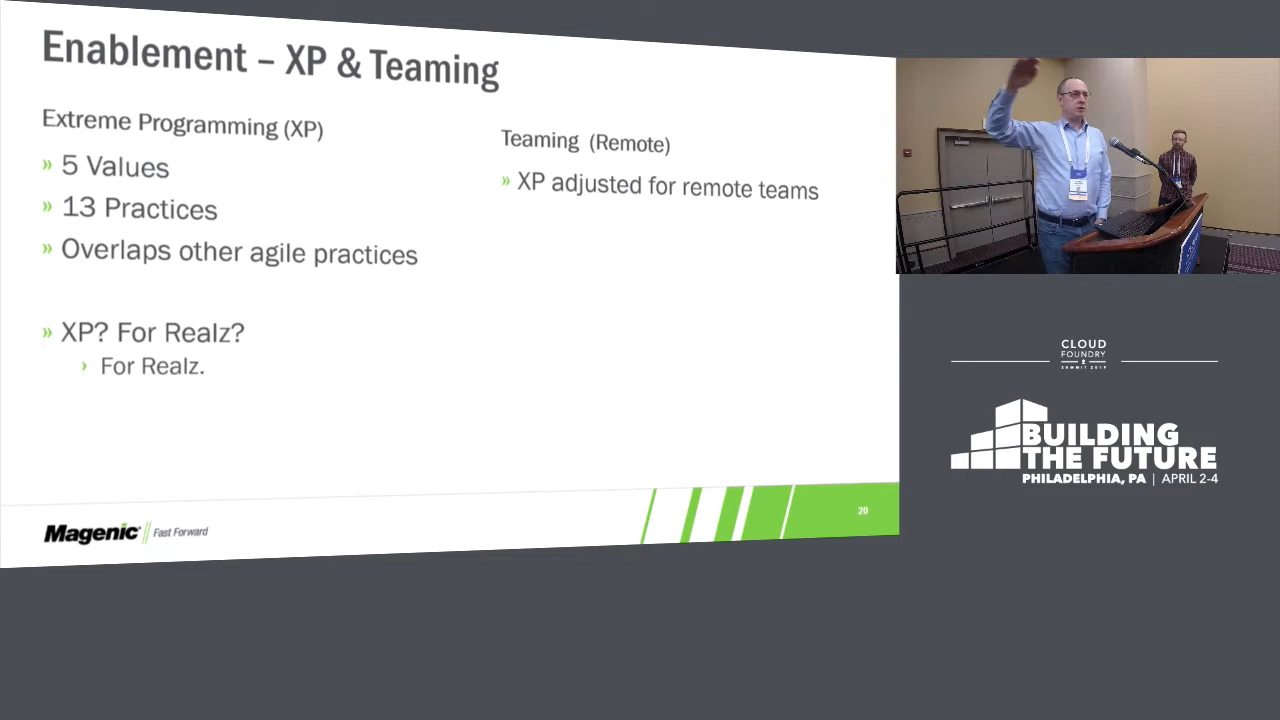 Enablement – XP & Teaming
Extreme Programming (XP)
» 5 Values
» 13 Practices
» Overlaps other agile practices
» XP? For Realz?
› For Realz.
Teaming (Remote)
» XP adjusted for remote teams
20
Magenic Fast Forward
CLOUD
FOUNDRY
SUMMIT 2019
BUILDING
THE FUTURE
PHILADELPHIA, PA | APRIL 2-4